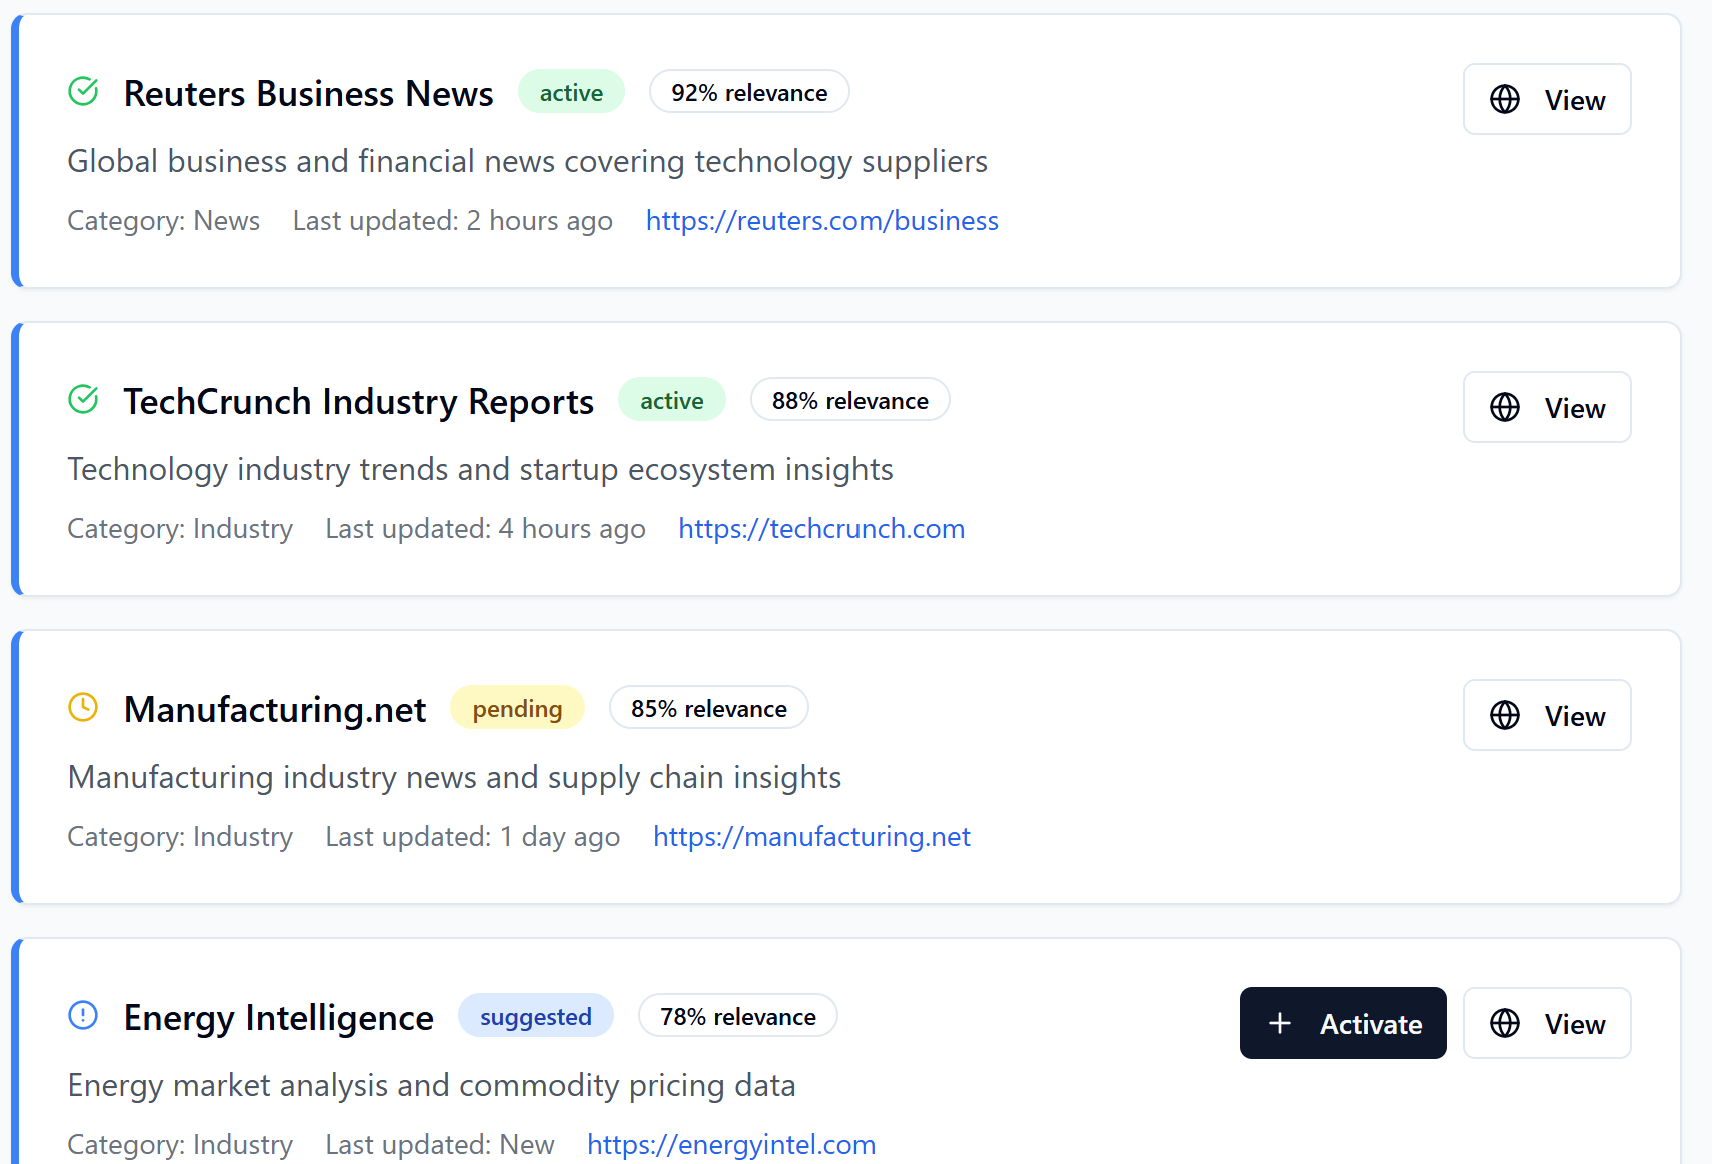 Reuters Business News active 92% relevance View
Global business and financial news covering technology suppliers
Category: News Last updated: 2 hours ago https://reuters.com/business
TechCrunch Industry Reports active 88% relevance View
Technology industry trends and startup ecosystem insights
Category: Industry Last updated: 4 hours ago https://techcrunch.com
Manufacturing.net pending 85% relevance View
Manufacturing industry news and supply chain insights
Category: Industry Last updated: 1 day ago https://manufacturing.net
Energy Intelligence suggested 78% relevance Activate View
Energy market analysis and commodity pricing data
Category: Industry Last updated: New https://energyintel.com